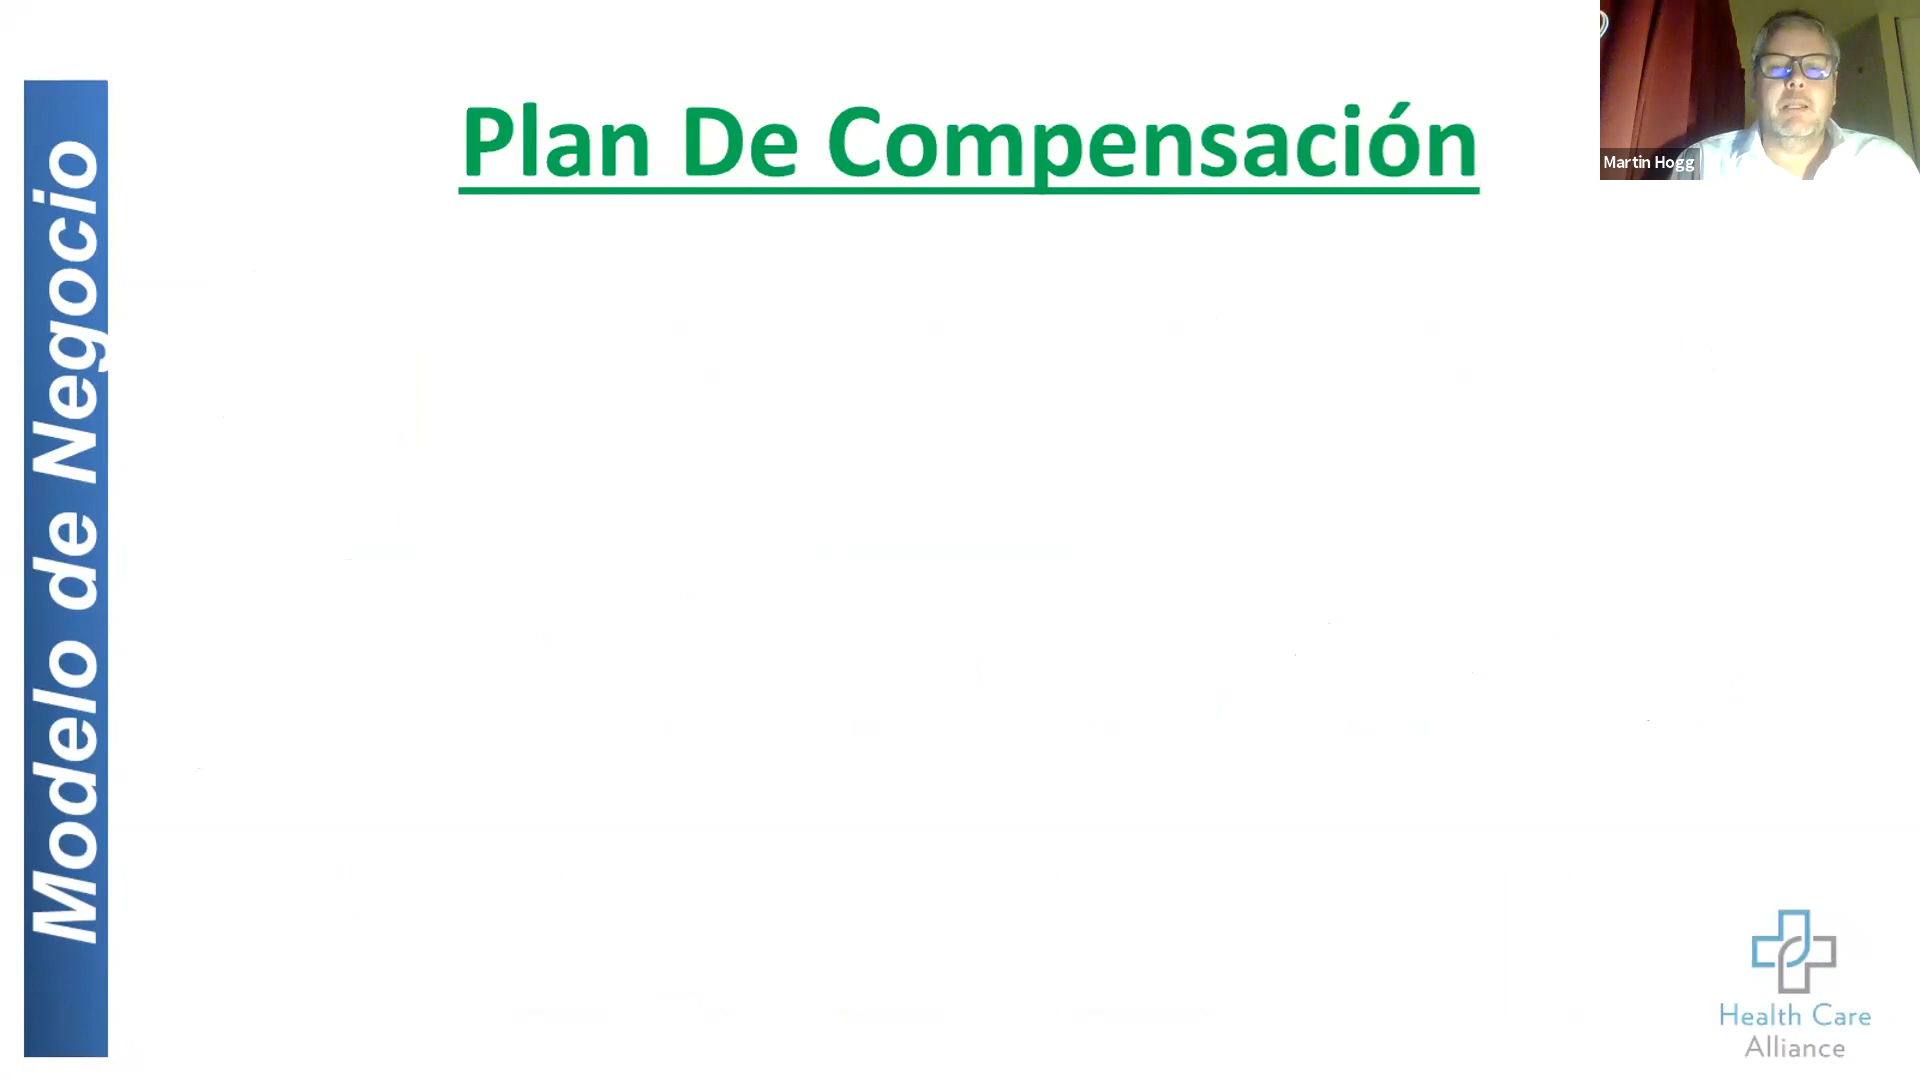 Plan De Compensación
Martin Hogg
Modelo de Negocio
Health Care
Alliance